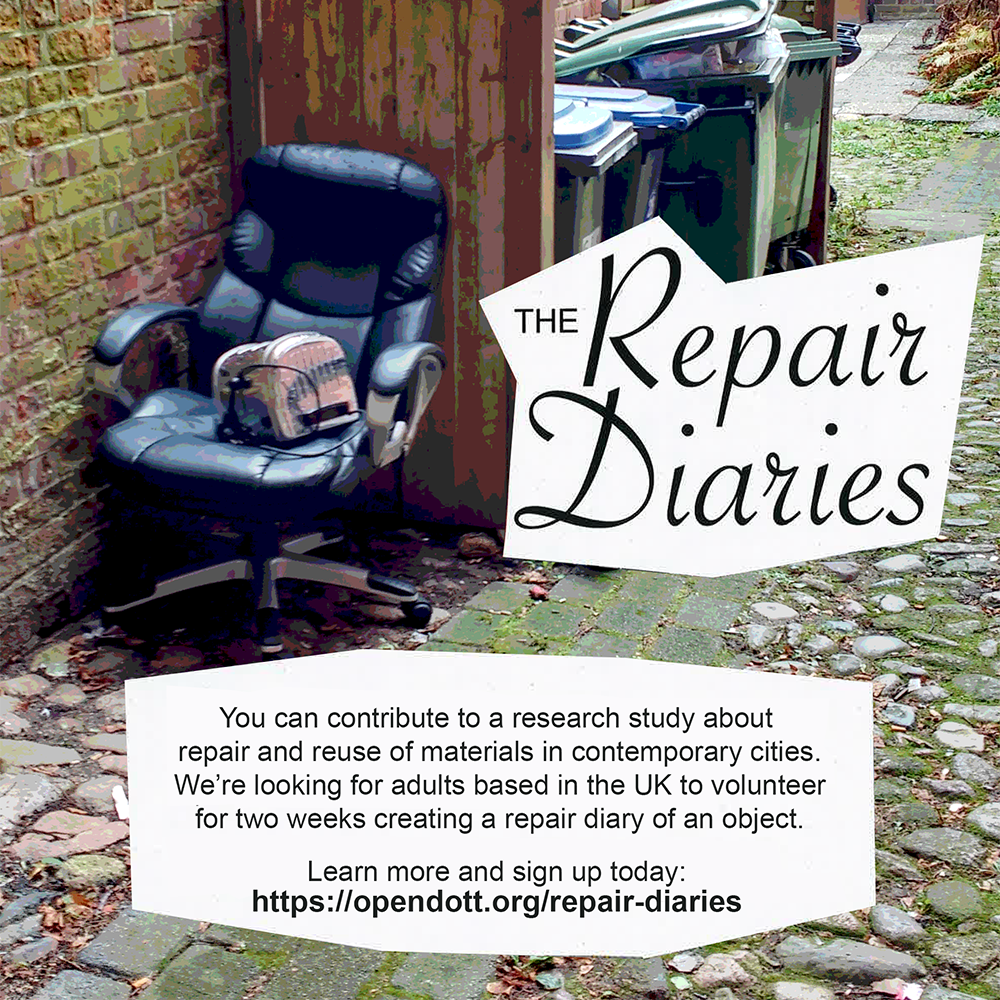 THE Repair
Diaries
You can contribute to a research study about
repair and reuse of materials in contemporary cities.
We’re looking for adults based in the UK to volunteer
for two weeks creating a repair diary of an object.
Learn more and sign up today:
https://opendott.org/repair-diaries